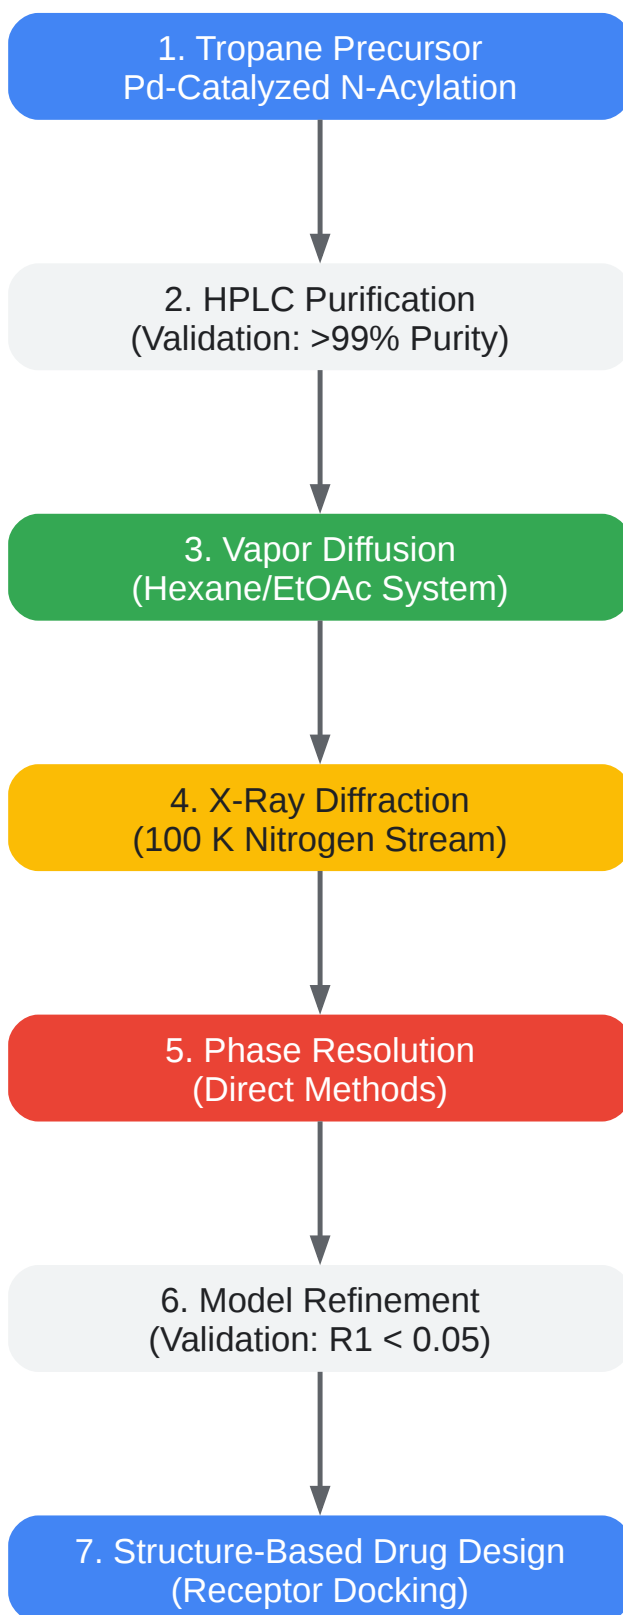 1. Tropane Precursor
Pd-Catalyzed N-Acylation
2. HPLC Purification
(Validation: >99% Purity)
3. Vapor Diffusion
(Hexane/EtOAc System)
4. X-Ray Diffraction
(100 K Nitrogen Stream)
5. Phase Resolution
(Direct Methods)
6. Model Refinement
(Validation: R1 < 0.05)
7. Structure-Based Drug Design
(Receptor Docking)